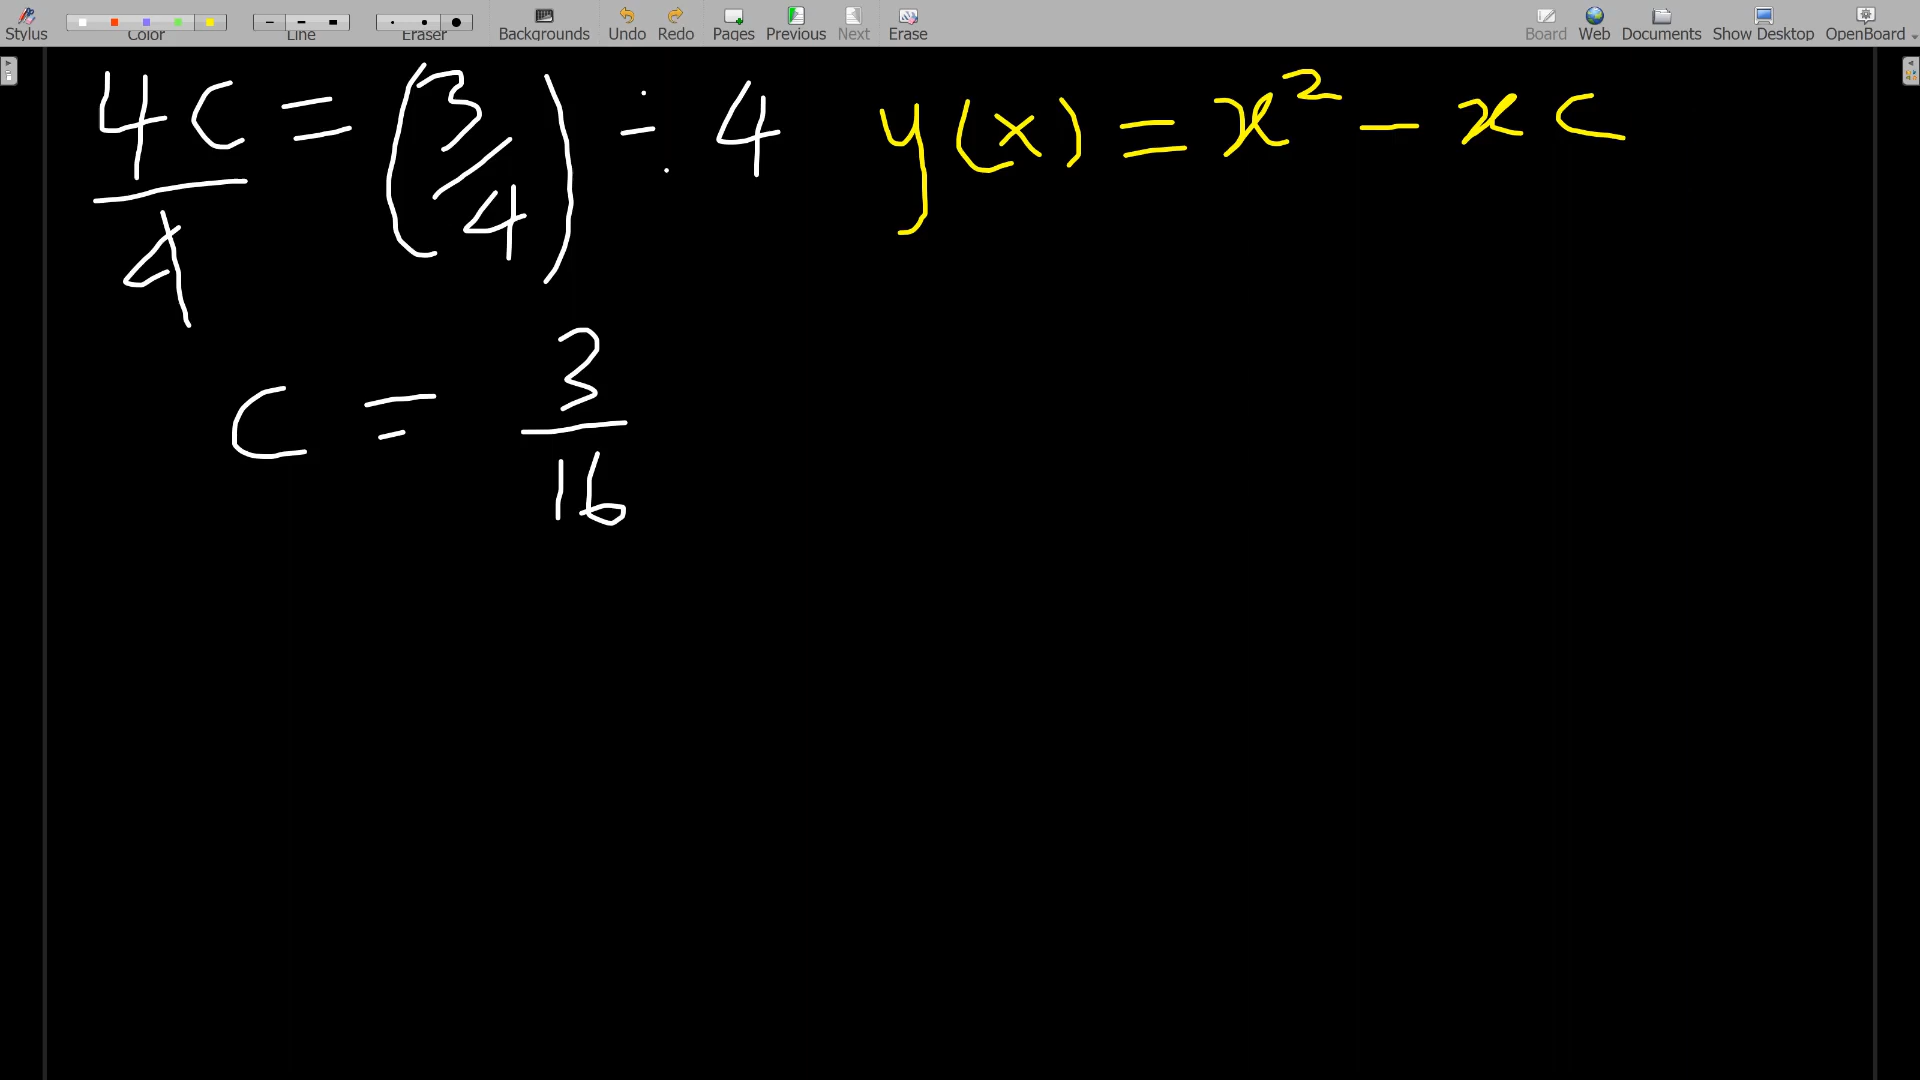 Stylus Color Line Eraser Backgrounds Undo Redo Pages Previous Next Erase Board Web Documents Show Desktop OpenBoard
4C/4 = (3/4) ÷ 4
y(x) = x² - x c
C = 3/16